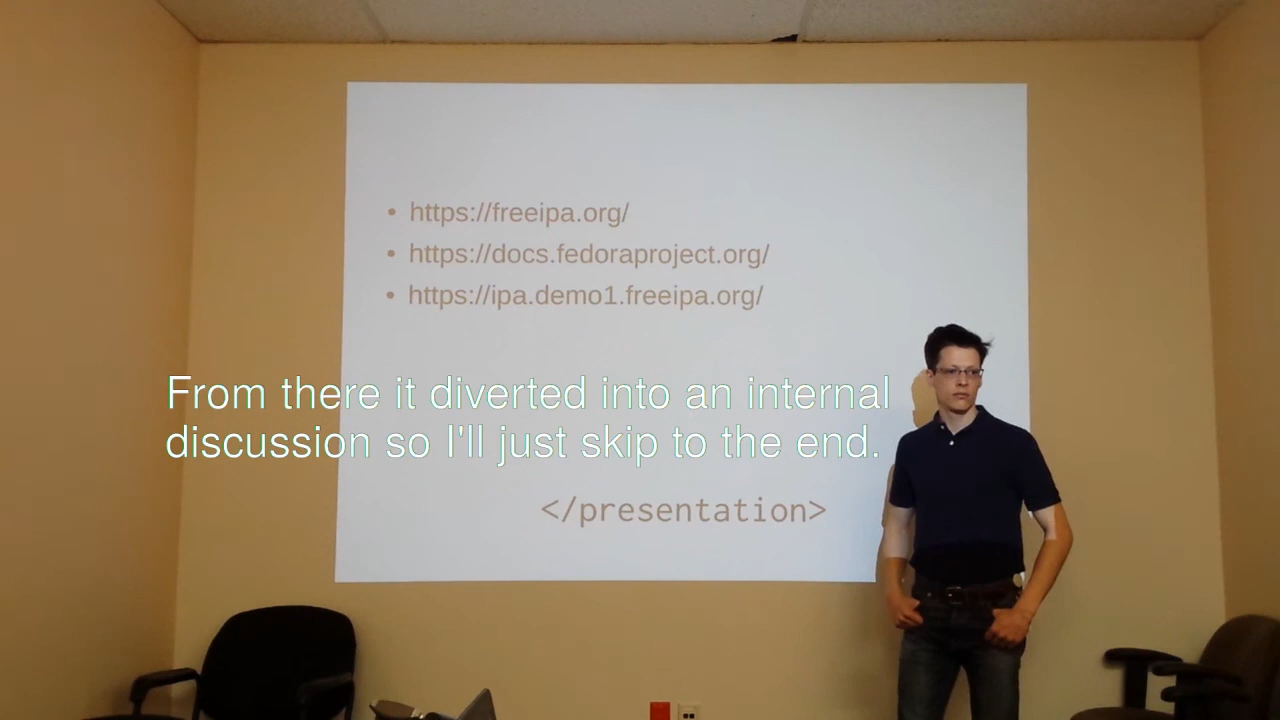 • https://freeipa.org/
• https://docs.fedoraproject.org/
• https://ipa.demo1.freeipa.org/
From there it diverted into an internal
discussion so I'll just skip to the end.
</presentation>